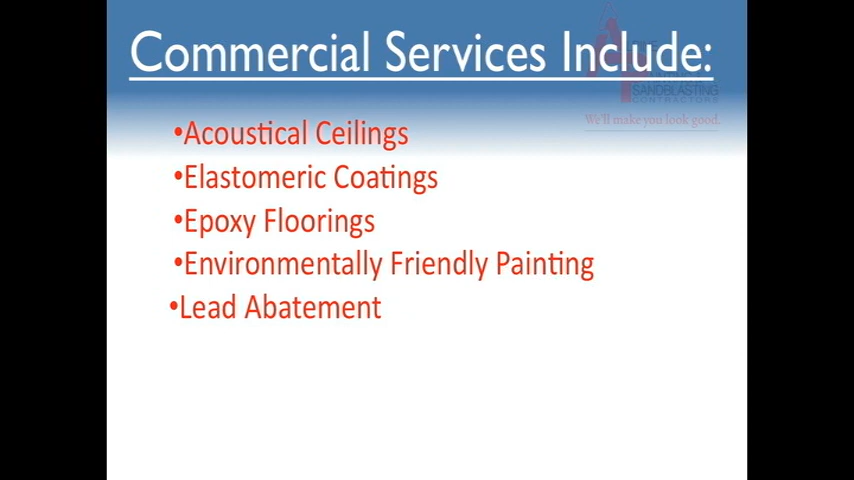 Commercial Services Include:
SANDBLASTING
CONTRACTORS
We'll make you look good.
•Acoustical Ceilings
•Elastomeric Coatings
•Epoxy Floorings
•Environmentally Friendly Painting
•Lead Abatement